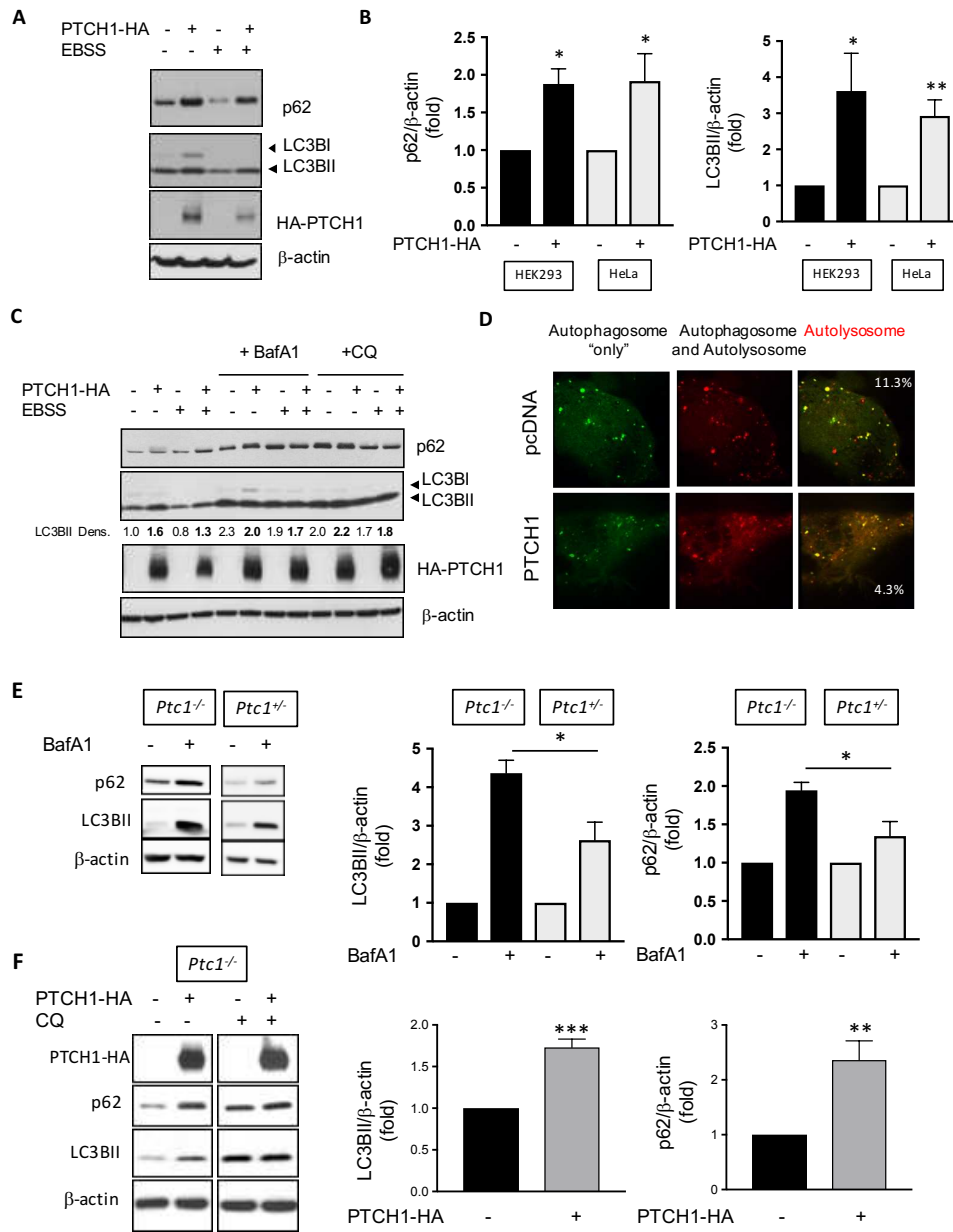 A
PTCH1-HA - + - +
EBSS - - + +
p62
LC3BI
LC3BII
HA-PTCH1
β-actin
B
p62/β-actin
(fold)
2.5
2.0
1.5
1.0
0.5
0.0
* *
PTCH1-HA - + - +
HEK293 HeLa
LC3BII/β-actin
(fold)
5
4
3
2
1
0
* **
PTCH1-HA - + - +
HEK293 HeLa
C
+ BafA1 +CQ
PTCH1-HA - + - + - + - + - + - +
EBSS - - + + - - + + - - + +
p62
LC3BI
LC3BII
LC3BII Dens. 1.0 1.6 0.8 1.3 2.3 2.0 1.9 1.7 2.0 2.2 1.7 1.8
HA-PTCH1
β-actin
D
Autophagosome "only"
Autophagosome and Autolysosome
Autolysosome
pcDNA
11.3%
PTCH1
4.3%
E
Ptc1-/- Ptc1+/-
BafA1 - + - +
p62
LC3BII
β-actin
Ptc1-/- Ptc1+/-
LC3BII/β-actin
(fold)
5
4
3
2
1
0
*
BafA1 - + - +
Ptc1-/- Ptc1+/-
p62/β-actin
(fold)
2.5
2.0
1.5
1.0
0.5
0.0
*
BafA1 - + - +
F
Ptc1-/-
PTCH1-HA - + - +
CQ - - + +
PTCH1-HA
p62
LC3BII
β-actin
LC3BII/β-actin
(fold)
2.0
1.5
1.0
0.5
0.0
***
PTCH1-HA - +
p62/β-actin
(fold)
3
2
1
0
**
PTCH1-HA - +